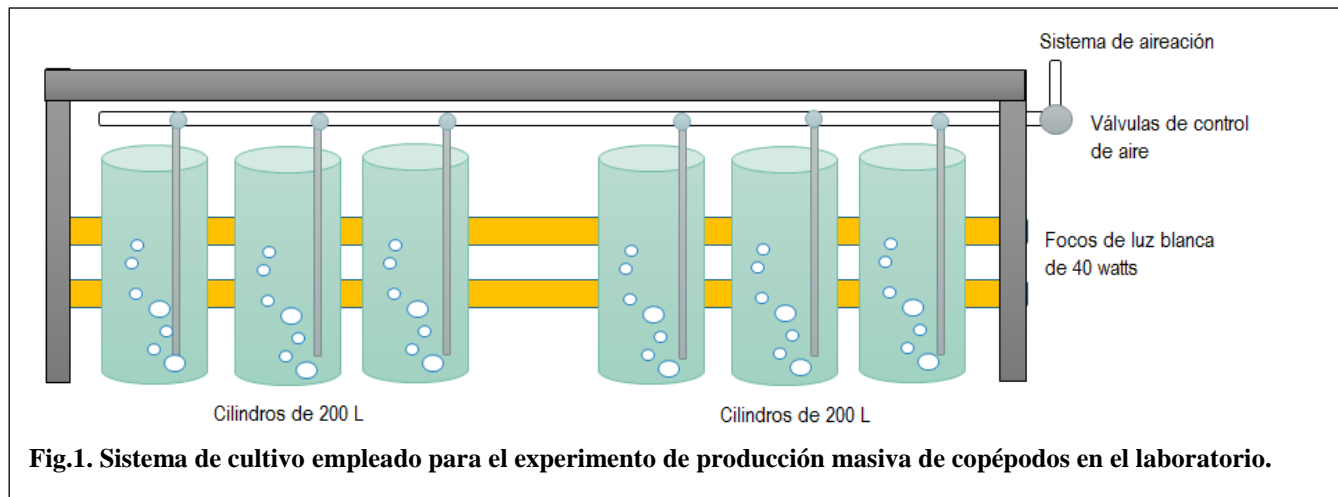 Sistema de aireación
Válvulas de control
de aire
Focos de luz blanca
de 40 watts
Cilindros de 200 L
Cilindros de 200 L
Fig.1. Sistema de cultivo empleado para el experimento de producción masiva de copépodos en el laboratorio.